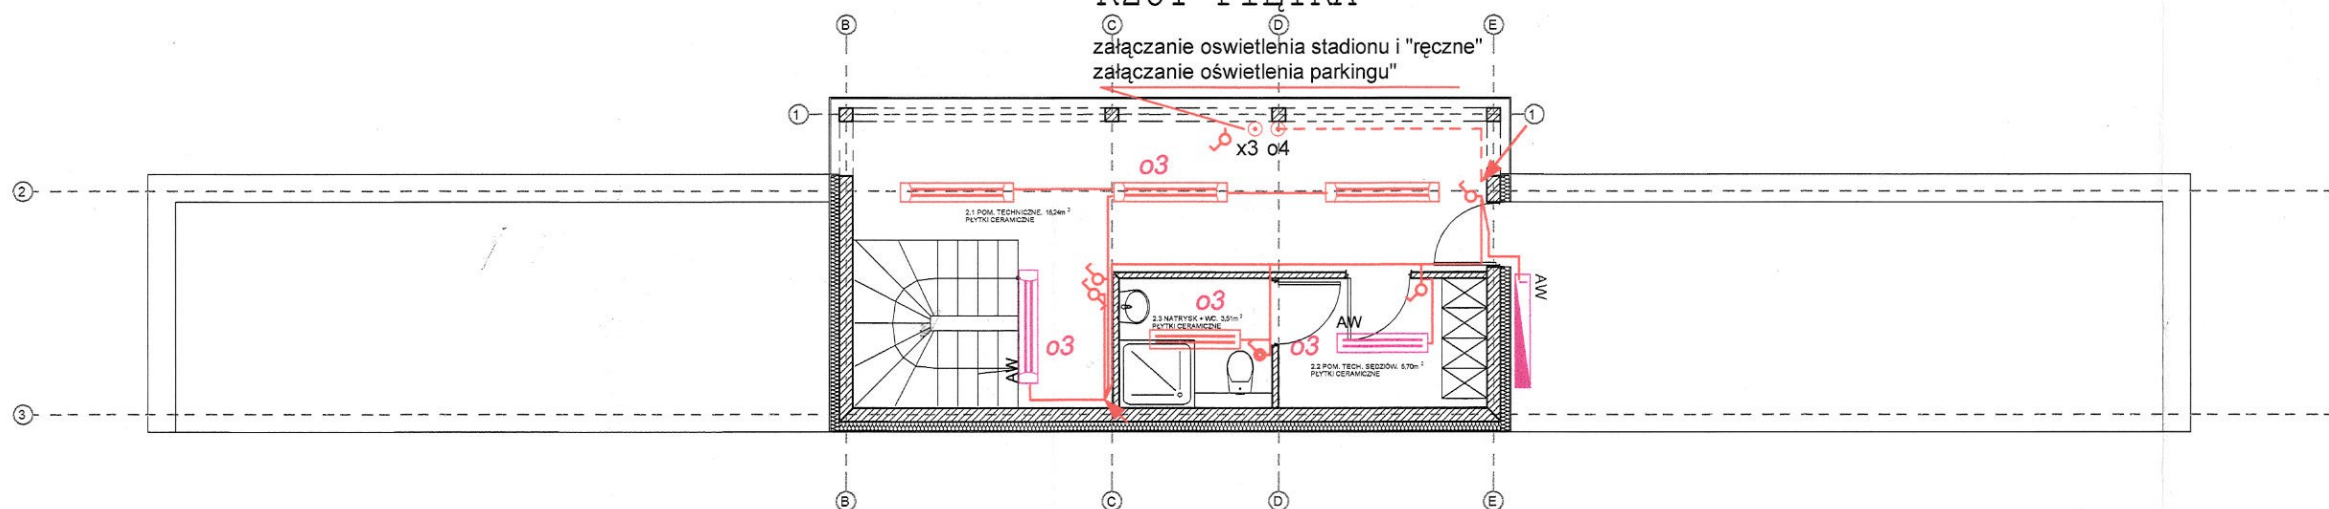 RZUT PIĘTRA
B
C
D
E
załączanie oswietlenia stadionu i "ręczne"
załączanie oświetlenia parkingu"
1
1
x3 o4
o3
2
2.1 POM. TECHNICZNE. 18,24m²
PŁYTKI CERAMICZNE
AW
o3
2.3 NATRYSK + WC. 3,51m²
PŁYTKI CERAMICZNE
AW
o3
o3
AW
2.2 POM. TECH. SĘDZIÓW. 5,70m²
PŁYTKI CERAMICZNE
3
B
C
D
E